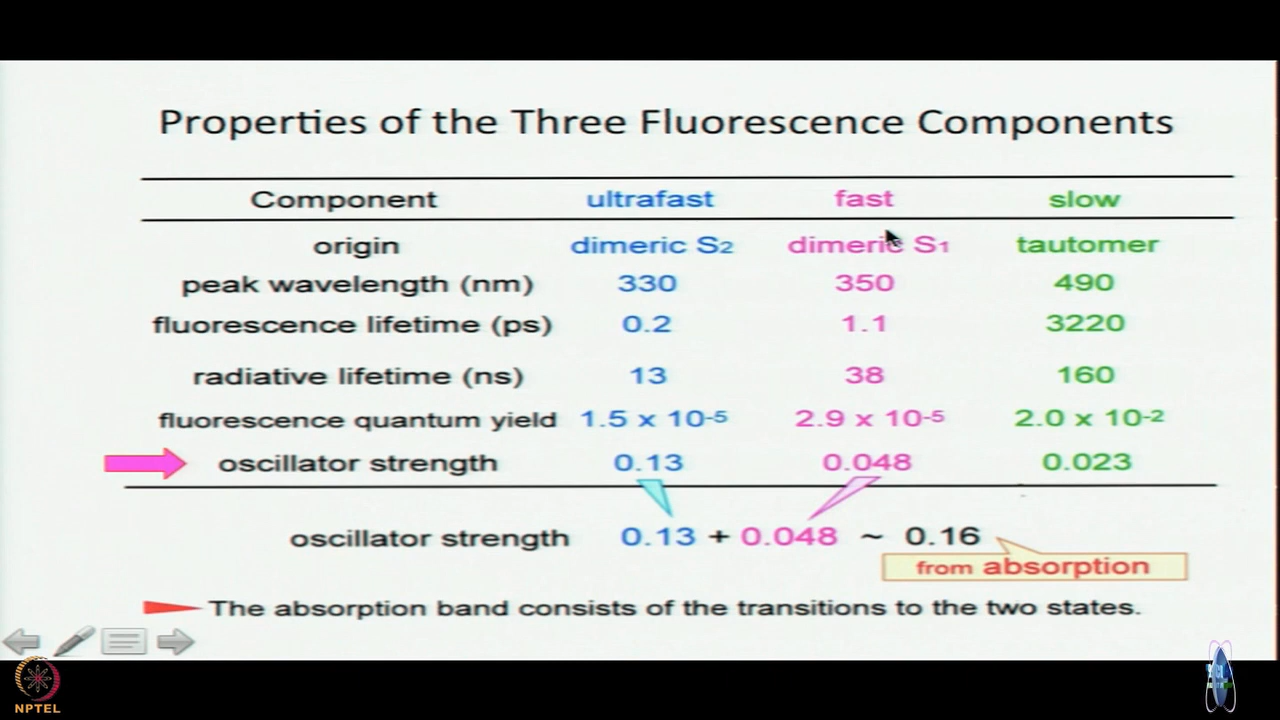 Properties of the Three Fluorescence Components
Component ultrafast fast slow
origin dimeric S2 dimeric S1 tautomer
peak wavelength (nm) 330 350 490
fluorescence lifetime (ps) 0.2 1.1 3220
radiative lifetime (ns) 13 38 160
fluorescence quantum yield 1.5 x 10-5 2.9 x 10-5 2.0 x 10-2
oscillator strength 0.13 0.048 0.023
oscillator strength 0.13 + 0.048 ~ 0.16
from absorption
The absorption band consists of the transitions to the two states.
NPTEL